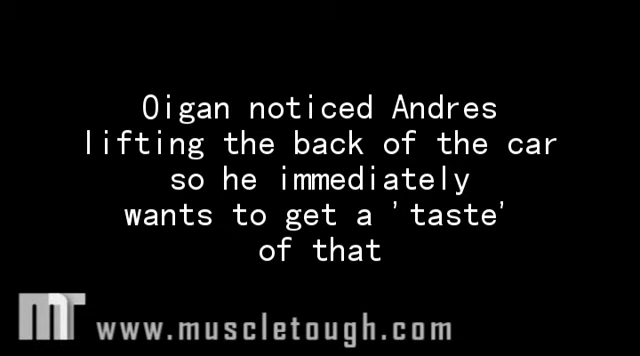 Oigan noticed Andres
lifting the back of the car
so he immediately
wants to get a 'taste'
of that
MT www.muscletough.com